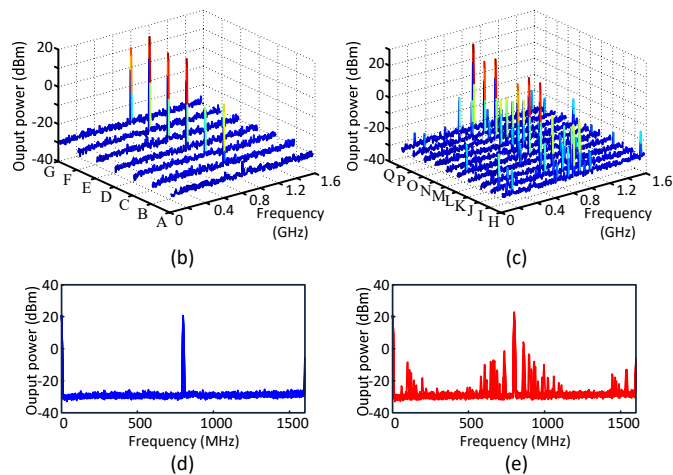 20
0
-20
-40
Ouput power (dBm)
G
F
E
D
C
B
A
0
0.4
0.8
1.2
1.6
Frequency
(GHz)
(b)
20
0
-20
-40
Ouput power (dBm)
Q
P
O
N
M
L
K
J
I
H
0
0.4
0.8
1.2
1.6
Frequency
(GHz)
(c)
40
20
0
-20
-40
Ouput power (dBm)
0
500
1000
1500
Frequency (MHz)
(d)
40
20
0
-20
-40
Ouput power (dBm)
0
500
1000
1500
Frequency (MHz)
(e)